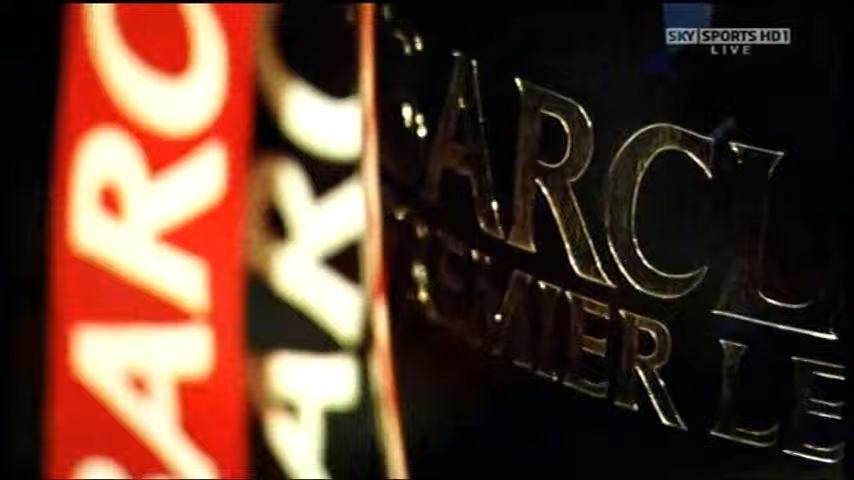 SKY SPORTS HD1
LIVE
ARC
ARC
ARCL
EMIER LE